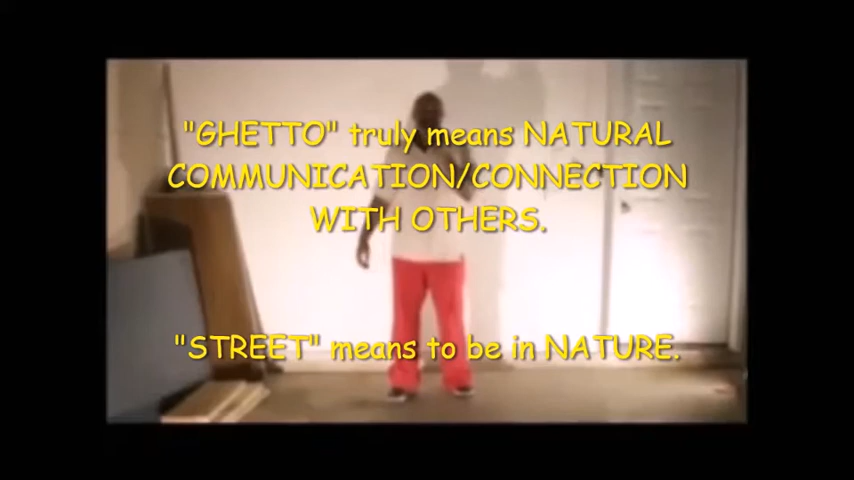 "GHETTO" truly means NATURAL
COMMUNICATION/CONNECTION
WITH OTHERS.
"STREET" means to be in NATURE.